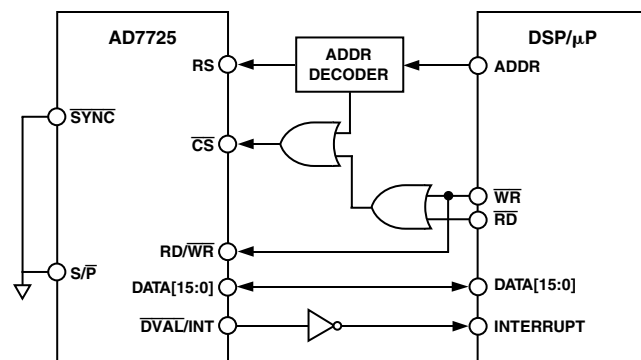 AD7725
DSP/μP
RS
ADDR
DECODER
ADDR
SYNC
CS
WR
RD
RD/WR
S/P
DATA[15:0]
DATA[15:0]
DVAL/INT
INTERRUPT